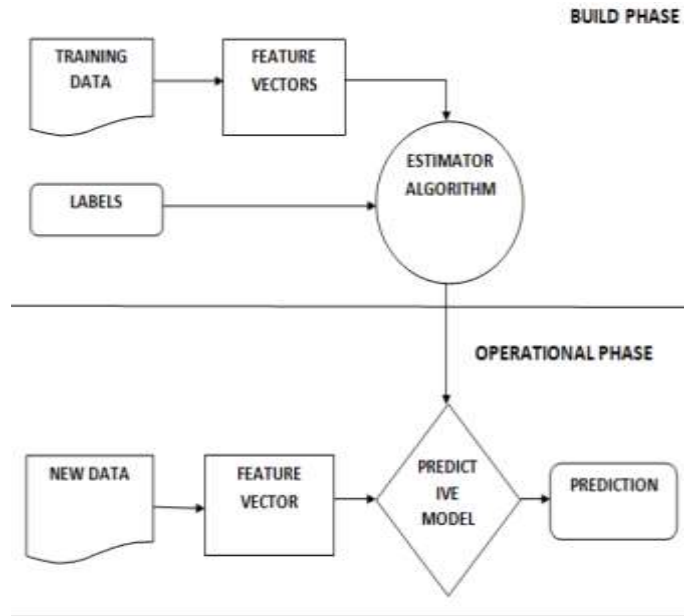 BUILD PHASE
TRAINING
DATA
FEATURE
VECTORS
ESTIMATOR
ALGORITHM
LABELS
OPERATIONAL PHASE
NEW DATA
FEATURE
VECTOR
PREDICT
IVE
MODEL
PREDICTION